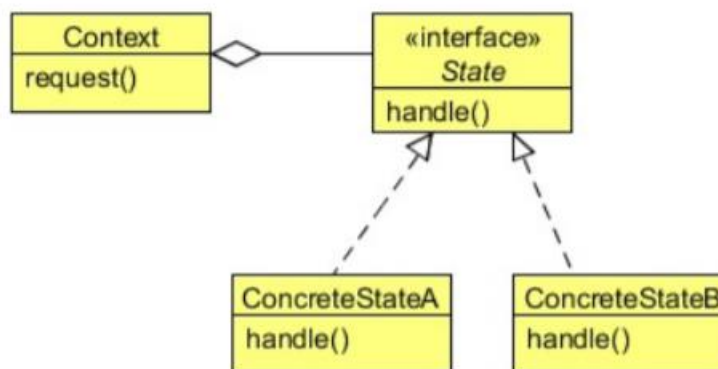 Context
request()
«interface»
State
handle()
ConcreteStateA
handle()
ConcreteStateB
handle()